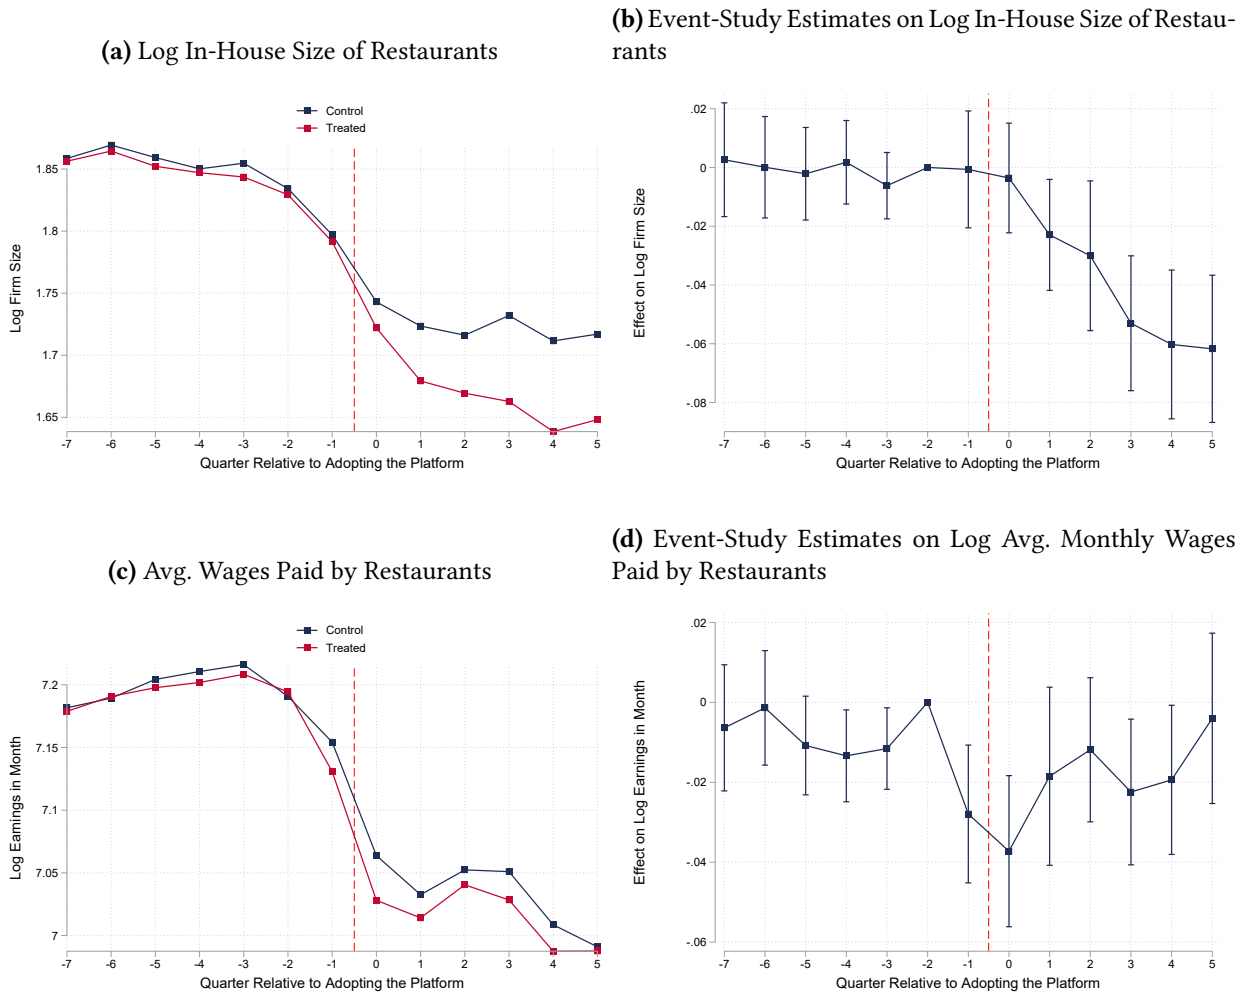 (a) Log In-House Size of Restaurants
Control
Treated
Log Firm Size
1.85
1.8
1.75
1.7
1.65
-7 -6 -5 -4 -3 -2 -1 0 1 2 3 4 5
Quarter Relative to Adopting the Platform
(b) Event-Study Estimates on Log In-House Size of Restau-
rants
Effect on Log Firm Size
.02
0
-.02
-.04
-.06
-.08
-7 -6 -5 -4 -3 -2 -1 0 1 2 3 4 5
Quarter Relative to Adopting the Platform
(c) Avg. Wages Paid by Restaurants
Control
Treated
Log Earnings in Month
7.2
7.15
7.1
7.05
7
-7 -6 -5 -4 -3 -2 -1 0 1 2 3 4 5
Quarter Relative to Adopting the Platform
(d) Event-Study Estimates on Log Avg. Monthly Wages
Paid by Restaurants
Effect on Log Earnings in Month
.02
0
-.02
-.04
-.06
-7 -6 -5 -4 -3 -2 -1 0 1 2 3 4 5
Quarter Relative to Adopting the Platform